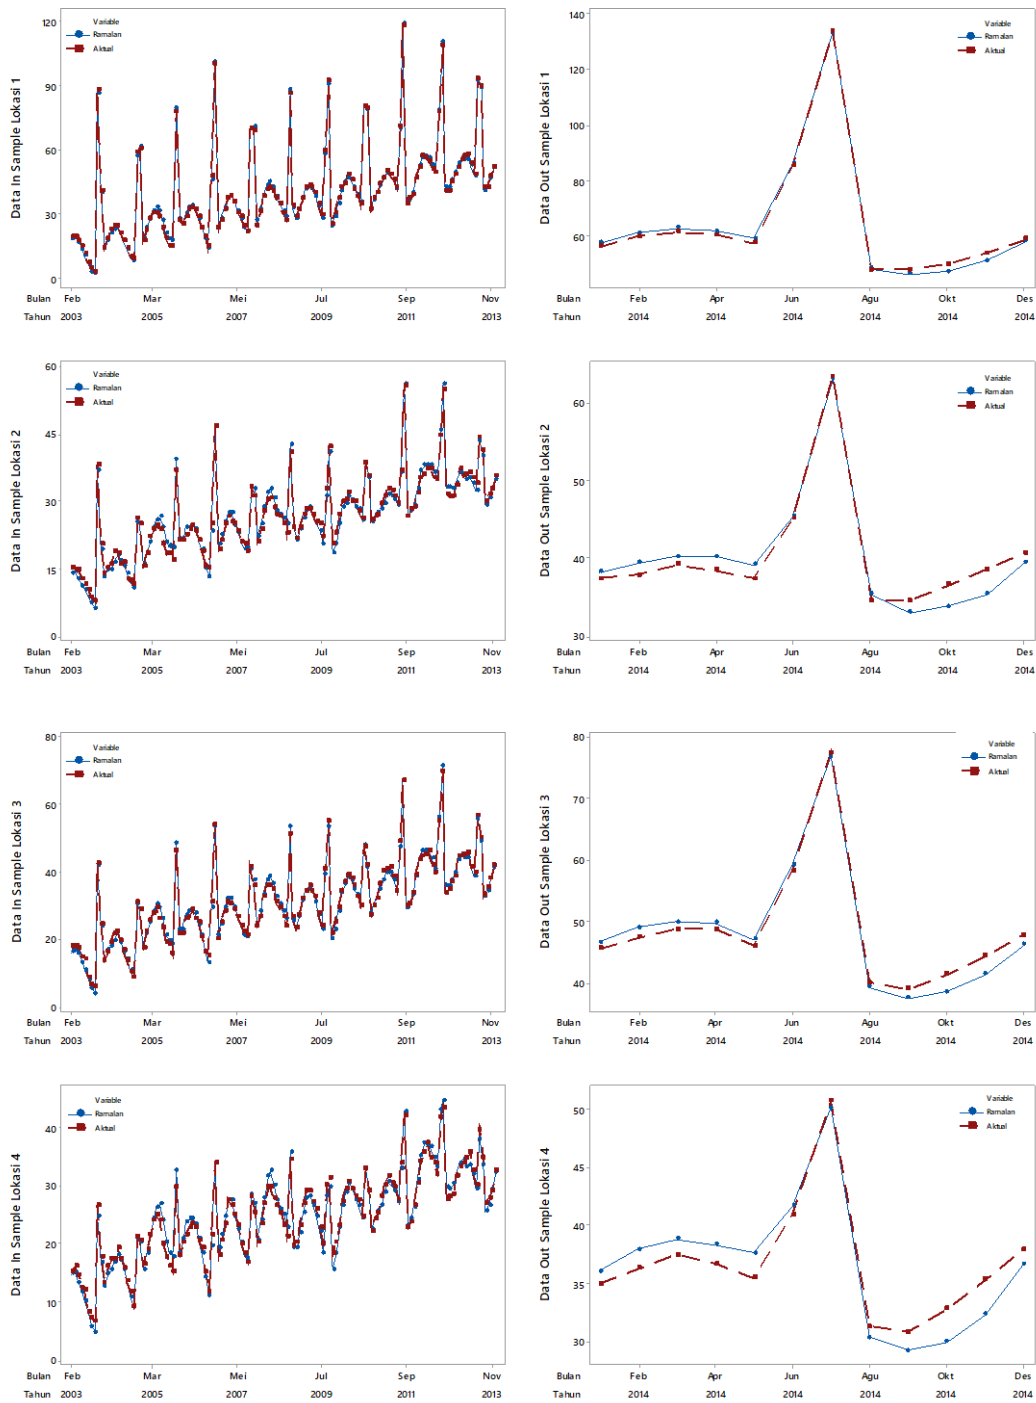 Data In Sample Lokasi 1
120
90
60
30
0
Variable
Ramalan
Aktual
Bulan Feb Mar Mei Jul Sep Nov
Tahun 2003 2005 2007 2009 2011 2013
Data Out Sample Lokasi 1
140
120
100
80
60
Variable
Ramalan
Aktual
Bulan Feb Apr Jun Agu Okt Des
Tahun 2014 2014 2014 2014 2014 2014
Data In Sample Lokasi 2
60
45
30
15
0
Variable
Ramalan
Aktual
Bulan Feb Mar Mei Jul Sep Nov
Tahun 2003 2005 2007 2009 2011 2013
Data Out Sample Lokasi 2
60
50
40
30
Variable
Ramalan
Aktual
Bulan Feb Apr Jun Agu Okt Des
Tahun 2014 2014 2014 2014 2014 2014
Data In Sample Lokasi 3
80
60
40
20
0
Variable
Ramalan
Aktual
Bulan Feb Mar Mei Jul Sep Nov
Tahun 2003 2005 2007 2009 2011 2013
Data Out Sample Lokasi 3
80
70
60
50
40
Variable
Ramalan
Aktual
Bulan Feb Apr Jun Agu Okt Des
Tahun 2014 2014 2014 2014 2014 2014
Data In Sample Lokasi 4
40
30
20
10
0
Variable
Ramalan
Aktual
Bulan Feb Mar Mei Jul Sep Nov
Tahun 2003 2005 2007 2009 2011 2013
Data Out Sample Lokasi 4
50
45
40
35
30
Variable
Ramalan
Aktual
Bulan Feb Apr Jun Agu Okt Des
Tahun 2014 2014 2014 2014 2014 2014